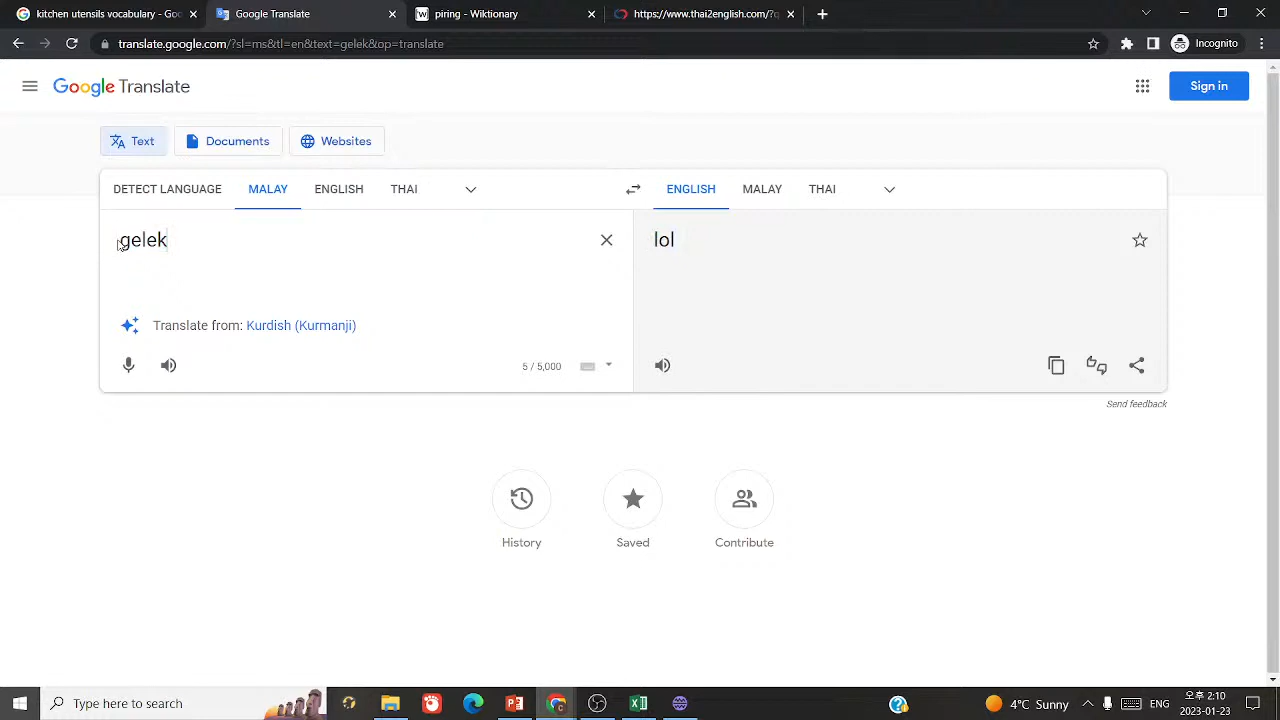 kitchen utensils vocabulary - Goo
Google Translate
piring - Wiktionary
https://www.thai2english.com/?q
translate.google.com/?sl=ms&tl=en&text=gelek&op=translate
Incognito
Google Translate
Sign in
Text
Documents
Websites
DETECT LANGUAGE
MALAY
ENGLISH
THAI
ENGLISH
MALAY
THAI
gelek
lol
Translate from: Kurdish (Kurmanji)
5 / 5,000
Send feedback
History
Saved
Contribute
Type here to search
4°C Sunny
ENG
오후 2:10
2023-01-23